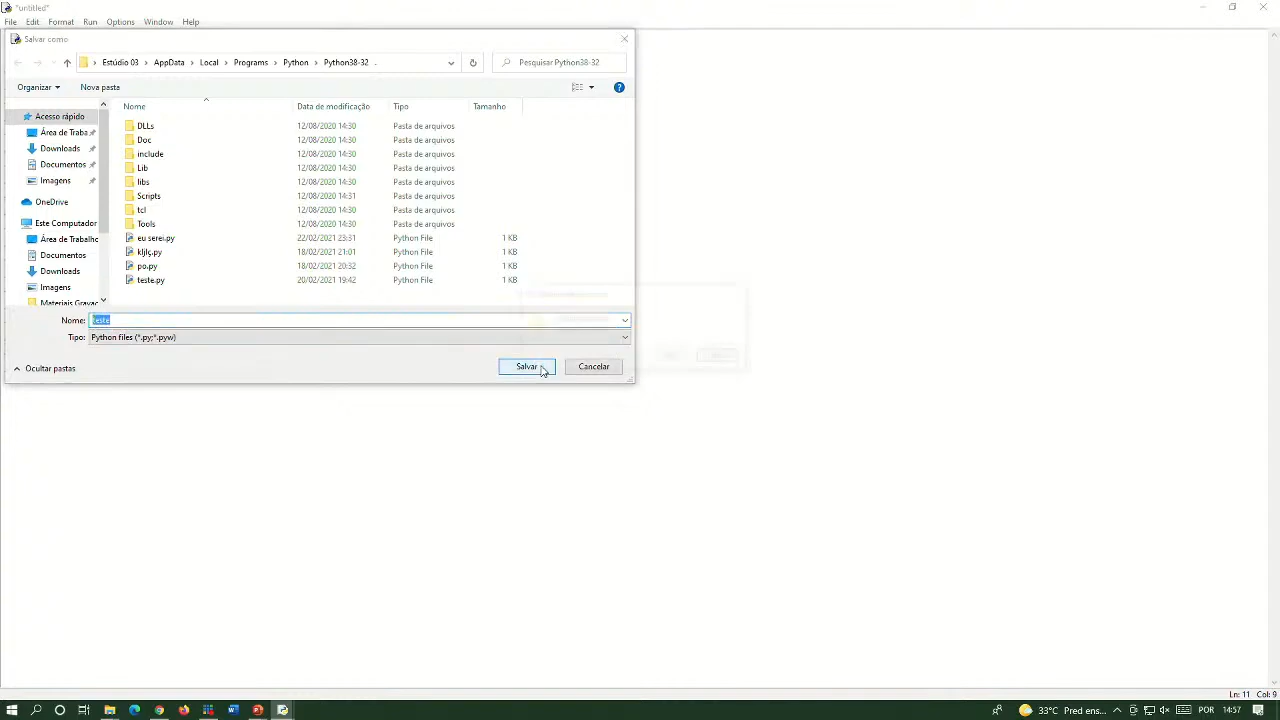 *untitled*
File Edit Format Run Options Window Help
Salvar como
Estúdio 03 > AppData > Local > Programs > Python > Python38-32
Pesquisar Python38-32
Organizar Nova pasta
Nome Data de modificação Tipo Tamanho
Acesso rápido
Área de Traba
Downloads
Documentos
Imagens
OneDrive
Este Computador
Área de Trabalho
Documentos
Downloads
Imagens
Materiais Gravac
DLLs 12/08/2020 14:30 Pasta de arquivos
Doc 12/08/2020 14:30 Pasta de arquivos
include 12/08/2020 14:30 Pasta de arquivos
Lib 12/08/2020 14:30 Pasta de arquivos
libs 12/08/2020 14:30 Pasta de arquivos
Scripts 12/08/2020 14:31 Pasta de arquivos
tcl 12/08/2020 14:30 Pasta de arquivos
Tools 12/08/2020 14:30 Pasta de arquivos
eu serei.py 22/02/2021 23:31 Python File 1 KB
kljlç.py 18/02/2021 21:01 Python File 1 KB
po.py 18/02/2021 20:32 Python File 1 KB
teste.py 20/02/2021 19:42 Python File 1 KB
Nome: teste
Tipo: Python files (*.py;*.pyw)
Ocultar pastas Salvar Cancelar
Ln: 11 Col: 9
33°C Pred ens... POR 14:57